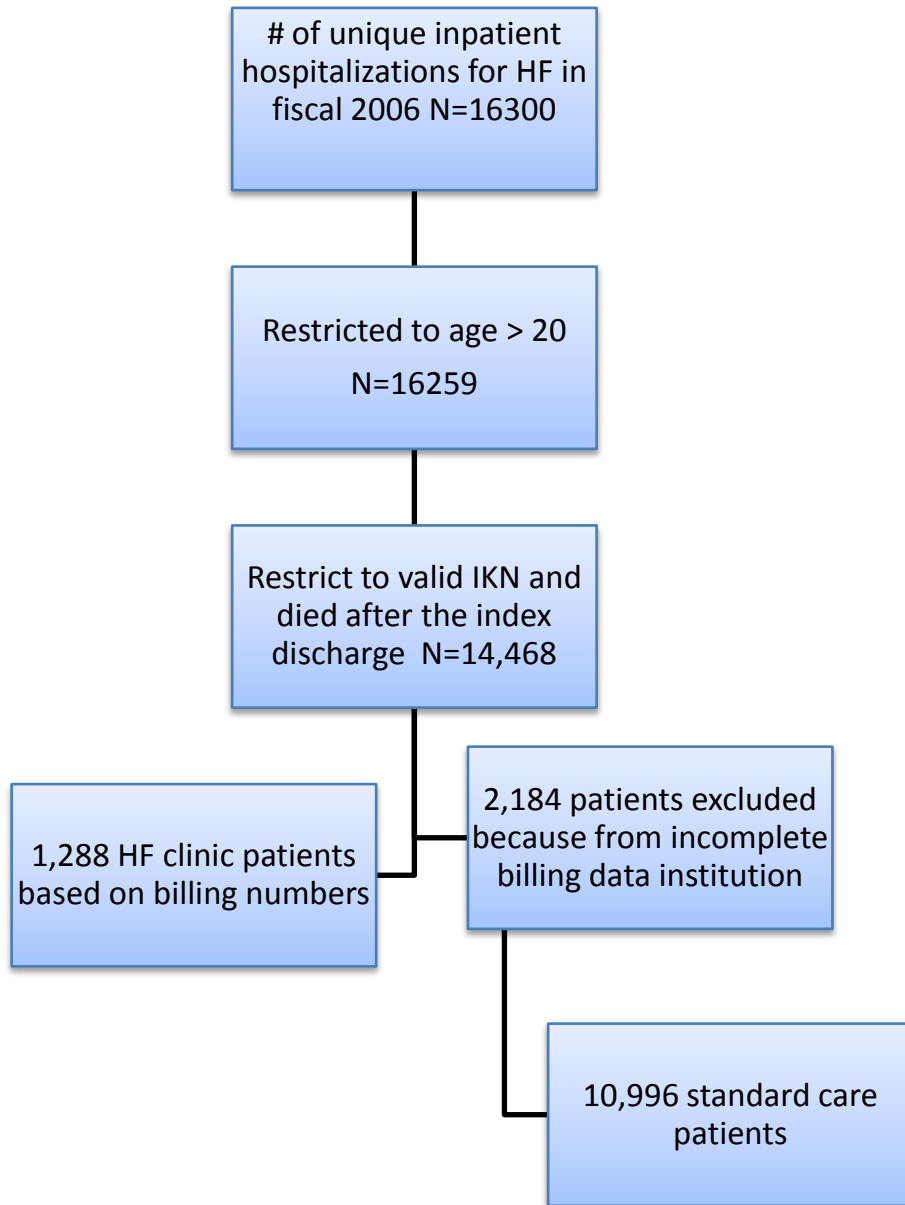 # of unique inpatient
hospitalizations for HF in
fiscal 2006 N=16300
Restricted to age > 20
N=16259
Restrict to valid IKN and
died after the index
discharge  N=14,468
1,288 HF clinic patients
based on billing numbers
2,184 patients excluded
because from incomplete
billing data institution
10,996 standard care
patients